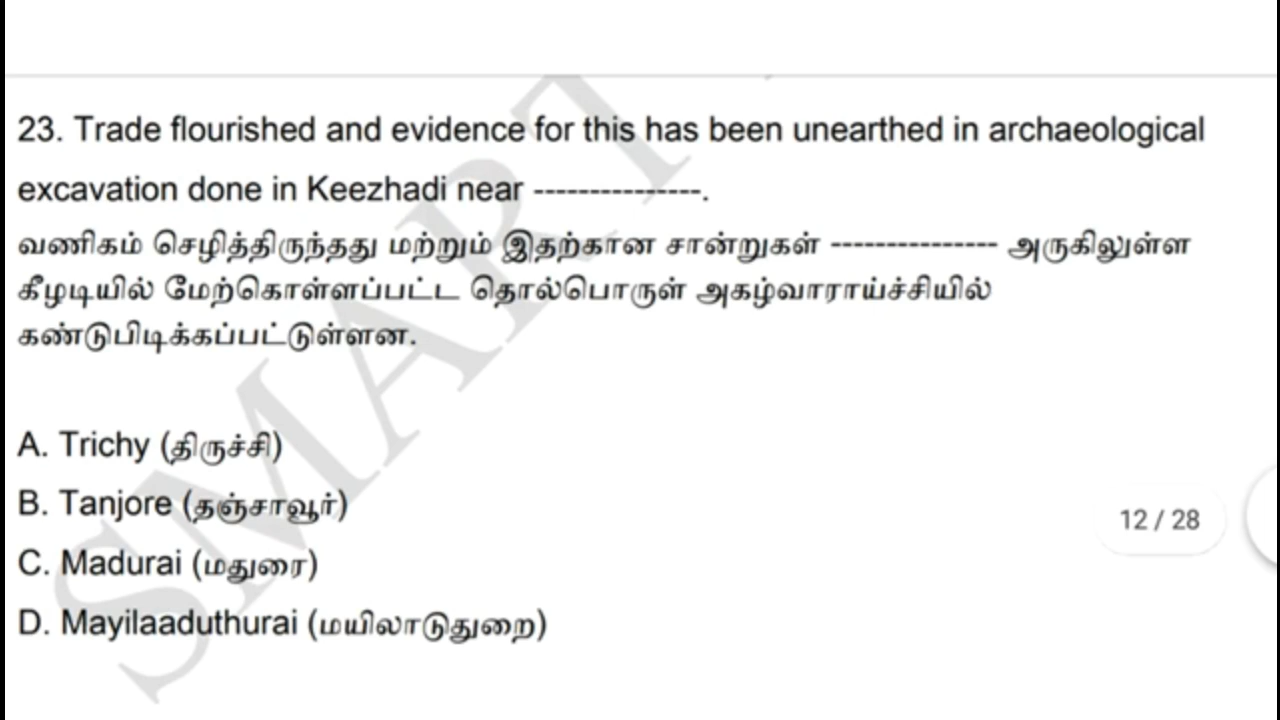 23. Trade flourished and evidence for this has been unearthed in archaeological
excavation done in Keezhadi near ---------------.
வணிகம் செழித்திருந்தது மற்றும் இதற்கான சான்றுகள் --------------- அருகிலுள்ள
கீழடியில் மேற்கொள்ளப்பட்ட தொல்பொருள் அகழ்வாராய்ச்சியில்
கண்டுபிடிக்கப்பட்டுள்ளன.
A. Trichy (திருச்சி)
B. Tanjore (தஞ்சாவூர்)
C. Madurai (மதுரை)
12 / 28
D. Mayilaaduthurai (மயிலாடுதுறை)
SMART